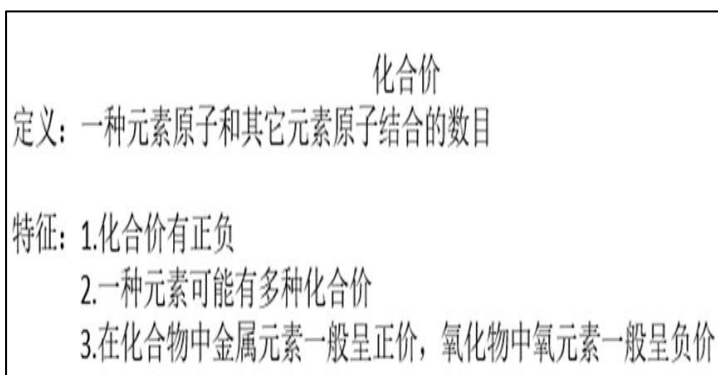 化合价
定义：一种元素原子和其它元素原子结合的数目
特征：1.化合价有正负
2.一种元素可能有多种化合价
3.在化合物中金属元素一般呈正价，氧化物中氧元素一般呈负价